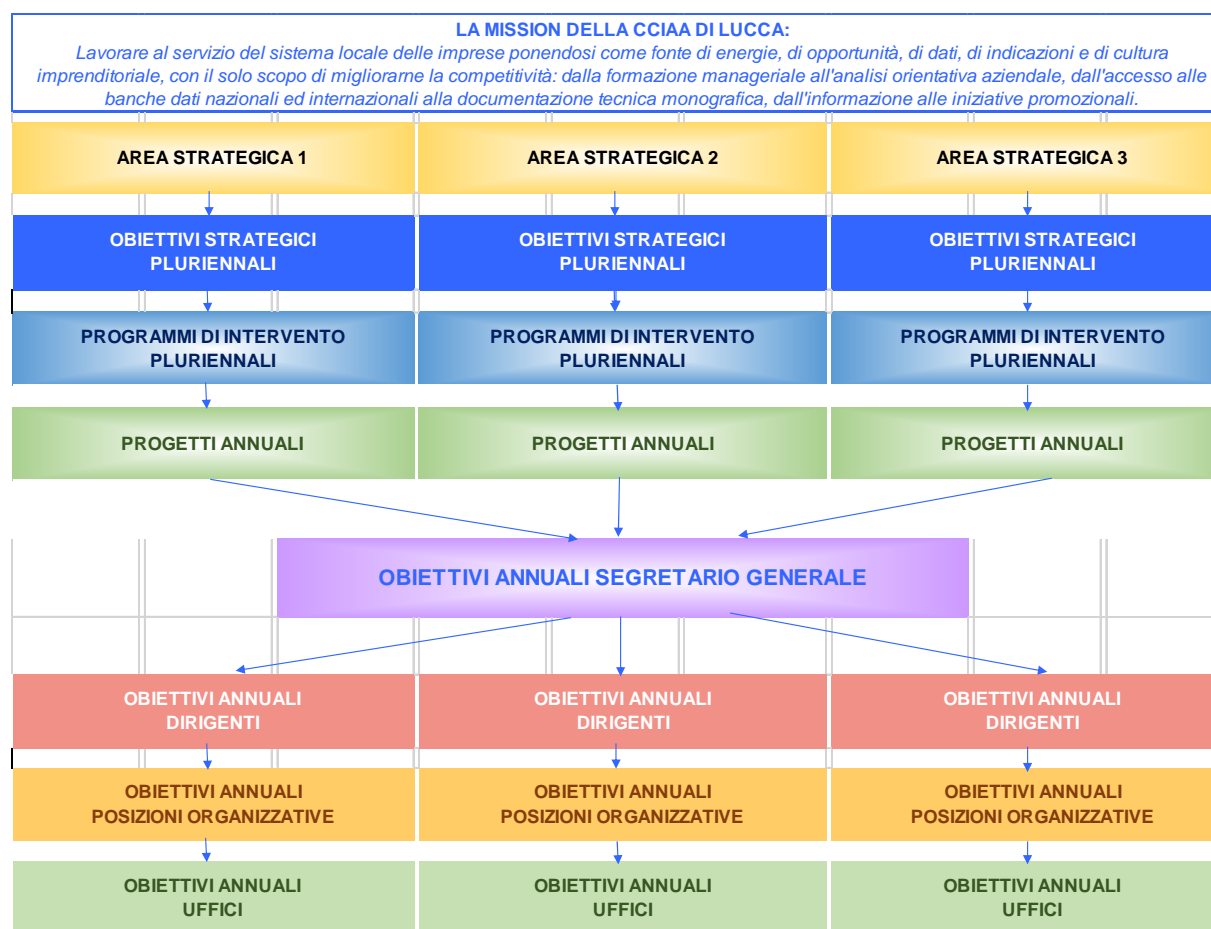 LA MISSION DELLA CCIAA DI LUCCA:
Lavorare al servizio del sistema locale delle imprese ponendosi come fonte di energie, di opportunità, di dati, di indicazioni e di cultura
imprenditoriale, con il solo scopo di migliorarne la competitività: dalla formazione manageriale all'analisi orientativa aziendale, dall'accesso alle
banche dati nazionali ed internazionali alla documentazione tecnica monografica, dall'informazione alle iniziative promozionali.
AREA STRATEGICA 1
AREA STRATEGICA 2
AREA STRATEGICA 3
OBIETTIVI STRATEGICI
PLURIENNALI
OBIETTIVI STRATEGICI
PLURIENNALI
OBIETTIVI STRATEGICI
PLURIENNALI
PROGRAMMI DI INTERVENTO
PLURIENNALI
PROGRAMMI DI INTERVENTO
PLURIENNALI
PROGRAMMI DI INTERVENTO
PLURIENNALI
PROGETTI ANNUALI
PROGETTI ANNUALI
PROGETTI ANNUALI
OBIETTIVI ANNUALI SEGRETARIO GENERALE
OBIETTIVI ANNUALI
DIRIGENTI
OBIETTIVI ANNUALI
DIRIGENTI
OBIETTIVI ANNUALI
DIRIGENTI
OBIETTIVI ANNUALI
POSIZIONI ORGANIZZATIVE
OBIETTIVI ANNUALI
POSIZIONI ORGANIZZATIVE
OBIETTIVI ANNUALI
POSIZIONI ORGANIZZATIVE
OBIETTIVI ANNUALI
UFFICI
OBIETTIVI ANNUALI
UFFICI
OBIETTIVI ANNUALI
UFFICI